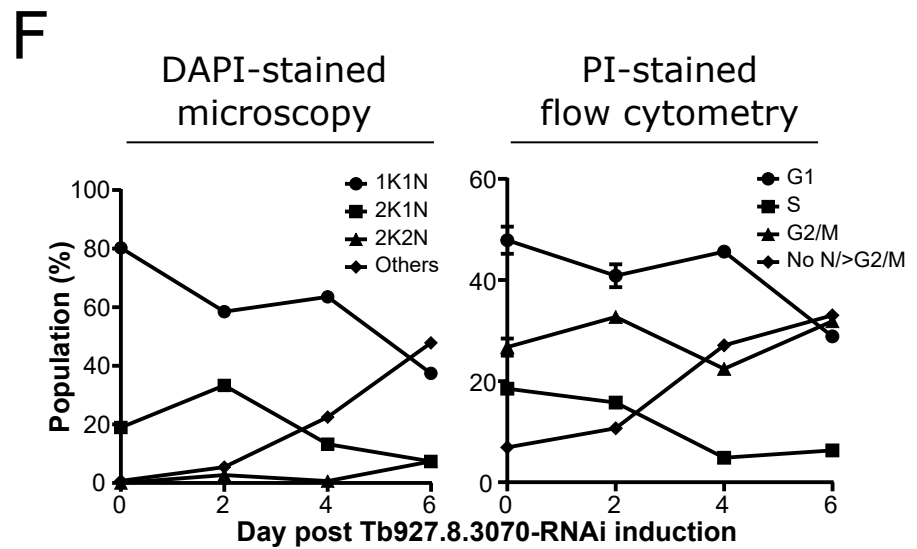 F
DAPI-stained
microscopy
PI-stained
flow cytometry
Population (%)
100
80
60
40
20
0
0 2 4 6
1K1N
2K1N
2K2N
Others
60
40
20
0
0 2 4 6
G1
S
G2/M
No N/>G2/M
Day post Tb927.8.3070-RNAi induction